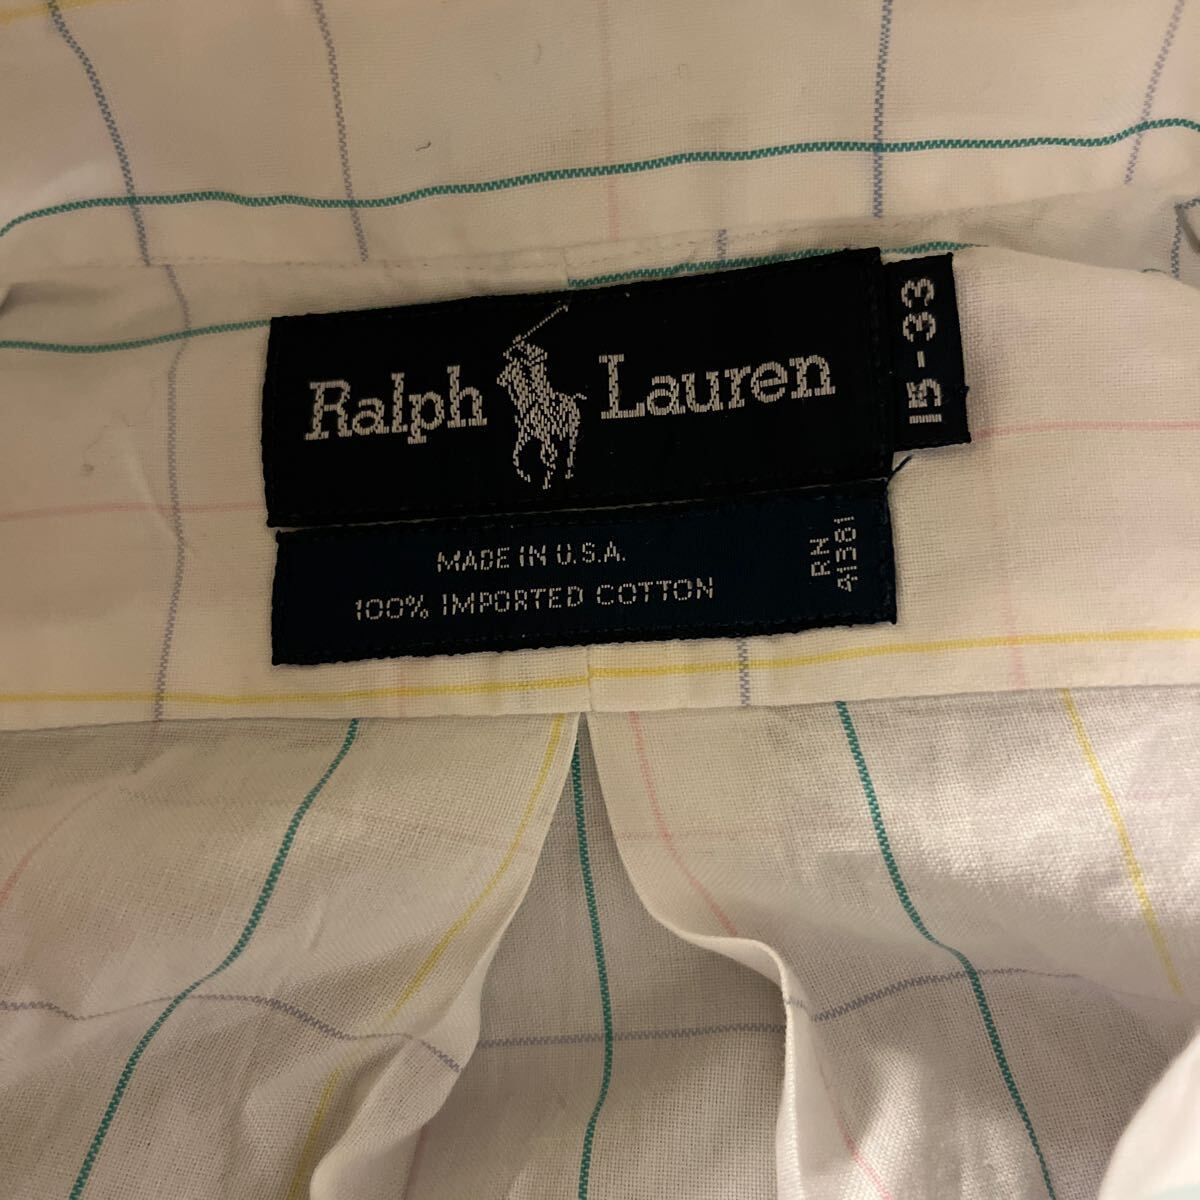 Ralph Lauren
15-33
MADE IN U.S.A.
100% IMPORTED COTTON
RN
41381